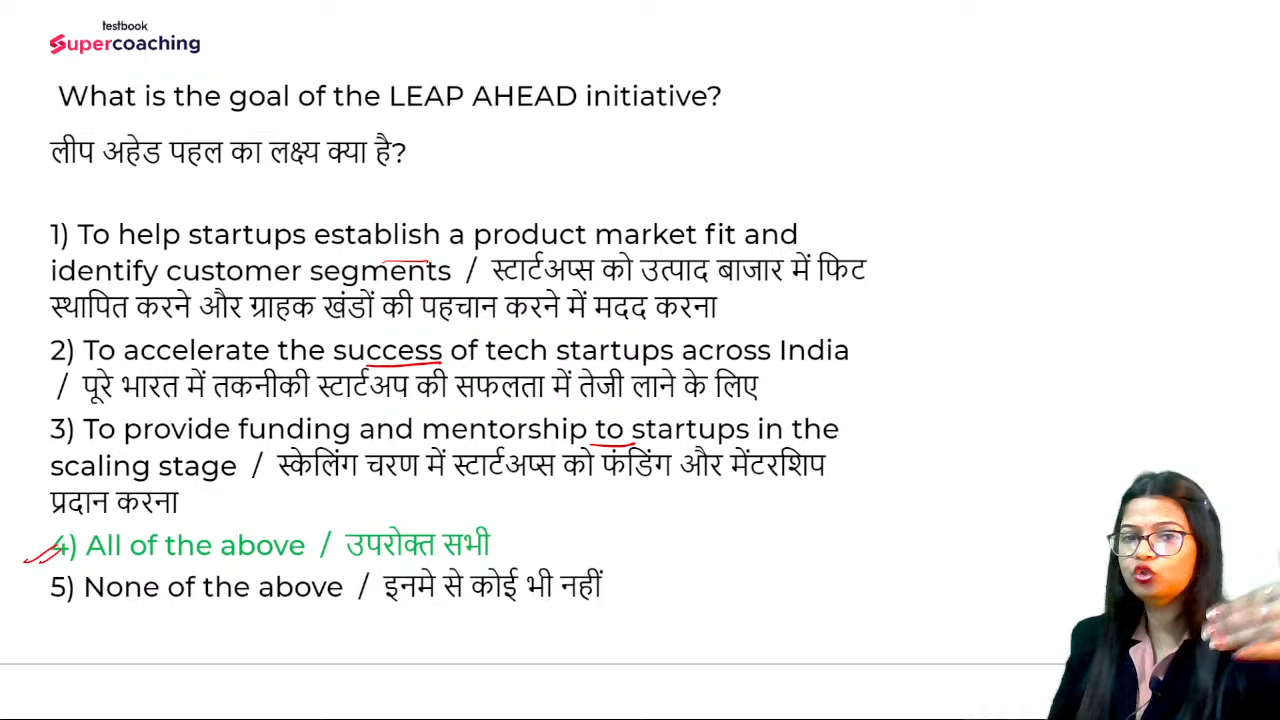 testbook
Supercoaching
What is the goal of the LEAP AHEAD initiative?
लीप अहेड पहल का लक्ष्य क्या है?
1) To help startups establish a product market fit and
identify customer segments / स्टार्टअप्स को उत्पाद बाजार में फिट
स्थापित करने और ग्राहक खंडों की पहचान करने में मदद करना
2) To accelerate the success of tech startups across India
/ पूरे भारत में तकनीकी स्टार्टअप की सफलता में तेजी लाने के लिए
3) To provide funding and mentorship to startups in the
scaling stage / स्केलिंग चरण में स्टार्टअप्स को फंडिंग और मेंटरशिप
प्रदान करना
4) All of the above / उपरोक्त सभी
5) None of the above / इनमे से कोई भी नहीं